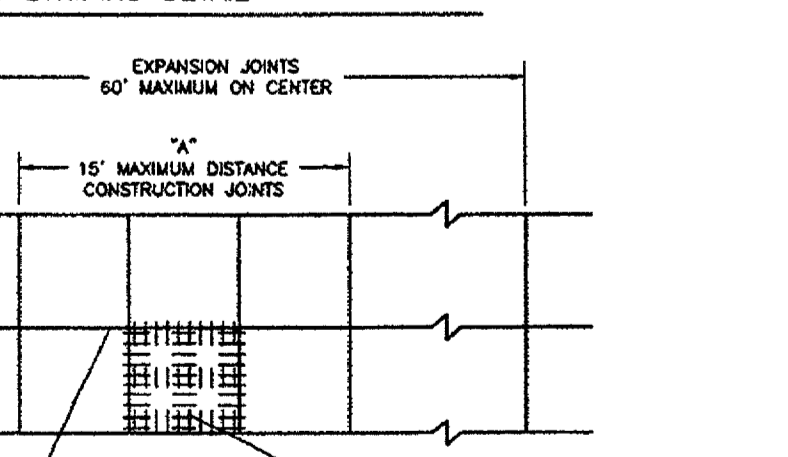 EXPANSION JOINTS
60' MAXIMUM ON CENTER
"A"
15' MAXIMUM DISTANCE
CONSTRUCTION JOINTS